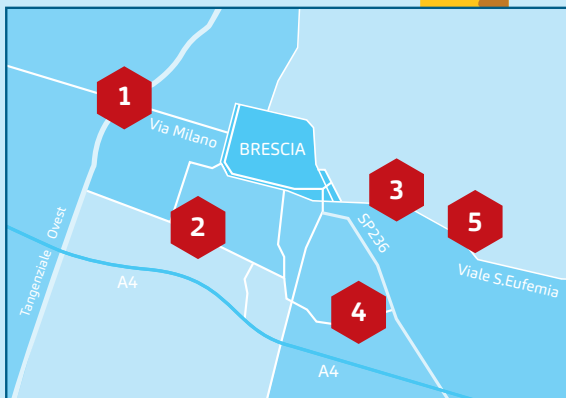 1
Via Milano
BRESCIA
3
5
2
SP236
Tangenziale Ovest
A4
Viale S.Eufemia
4
A4